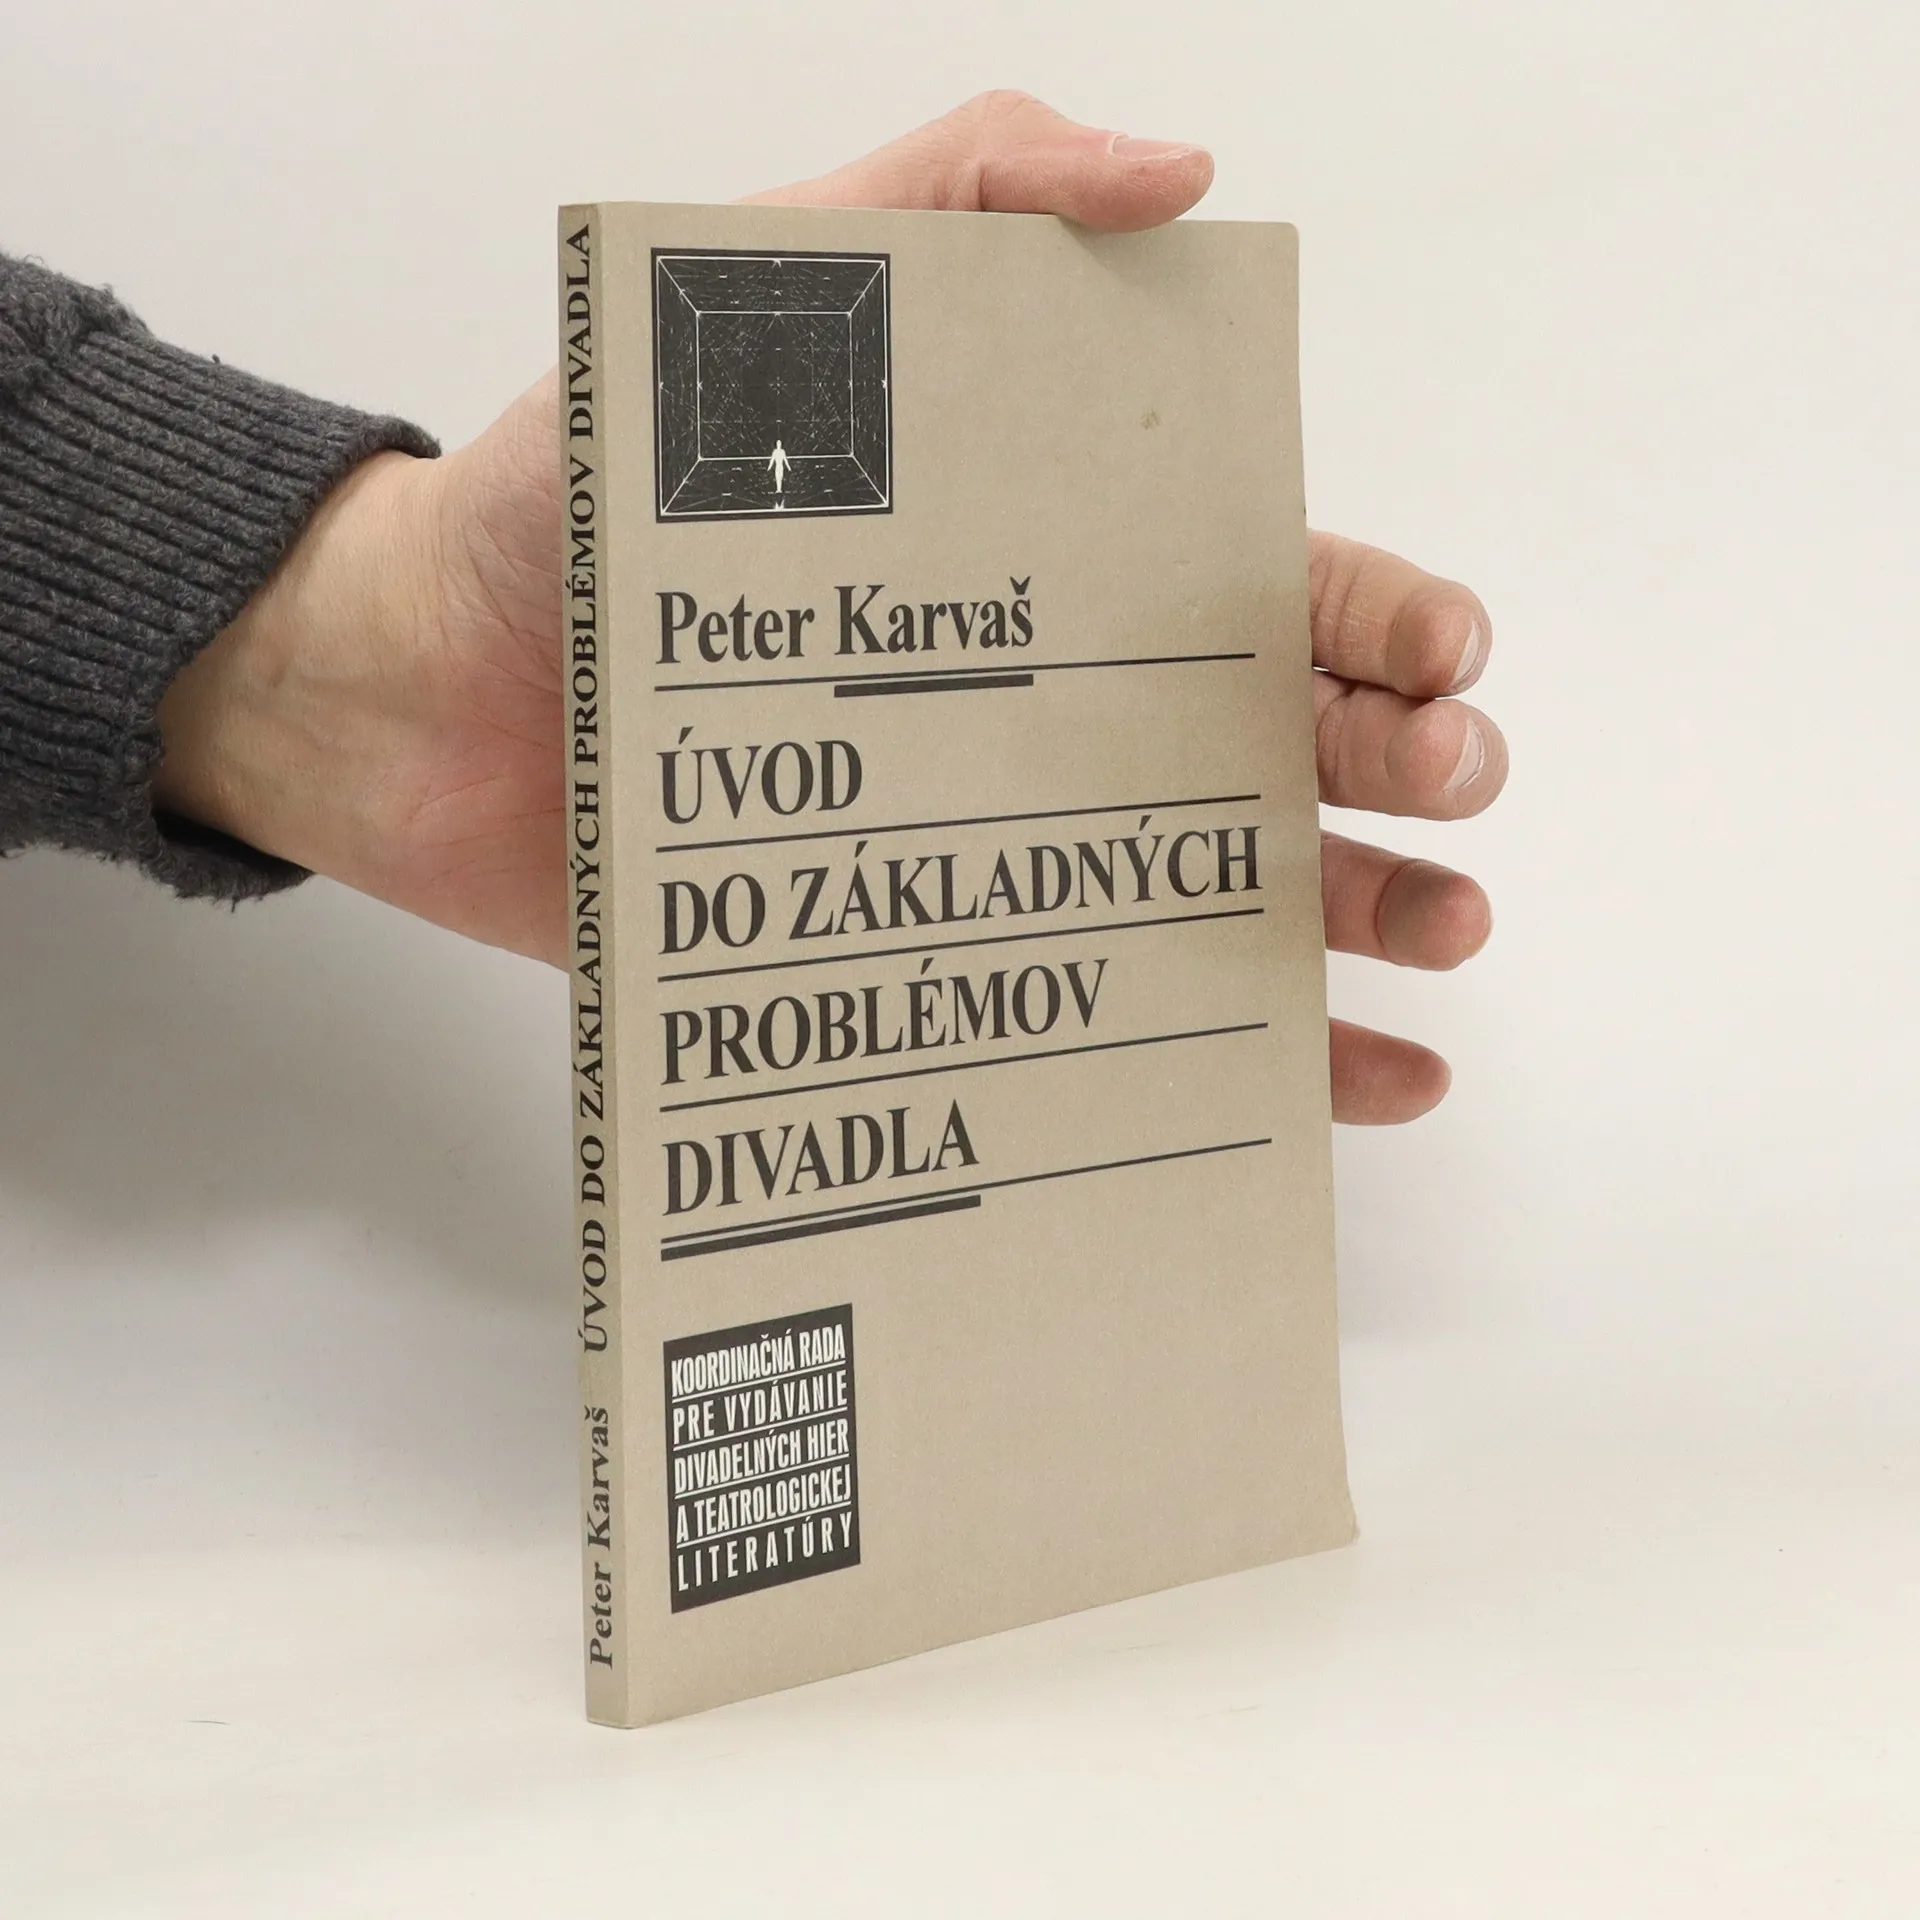 Peter Karvaš
ÚVOD
DO ZÁKLADNÝCH
PROBLÉMOV
DIVADLA
KOORDINAČNÁ RADA
PRE VYDÁVANIE
DIVADELNÝCH HIER
A TEATROLOGICKEJ
LITERATÚRY
Peter Karvaš ÚVOD DO ZÁKLADNÝCH PROBLÉMOV DIVADLA